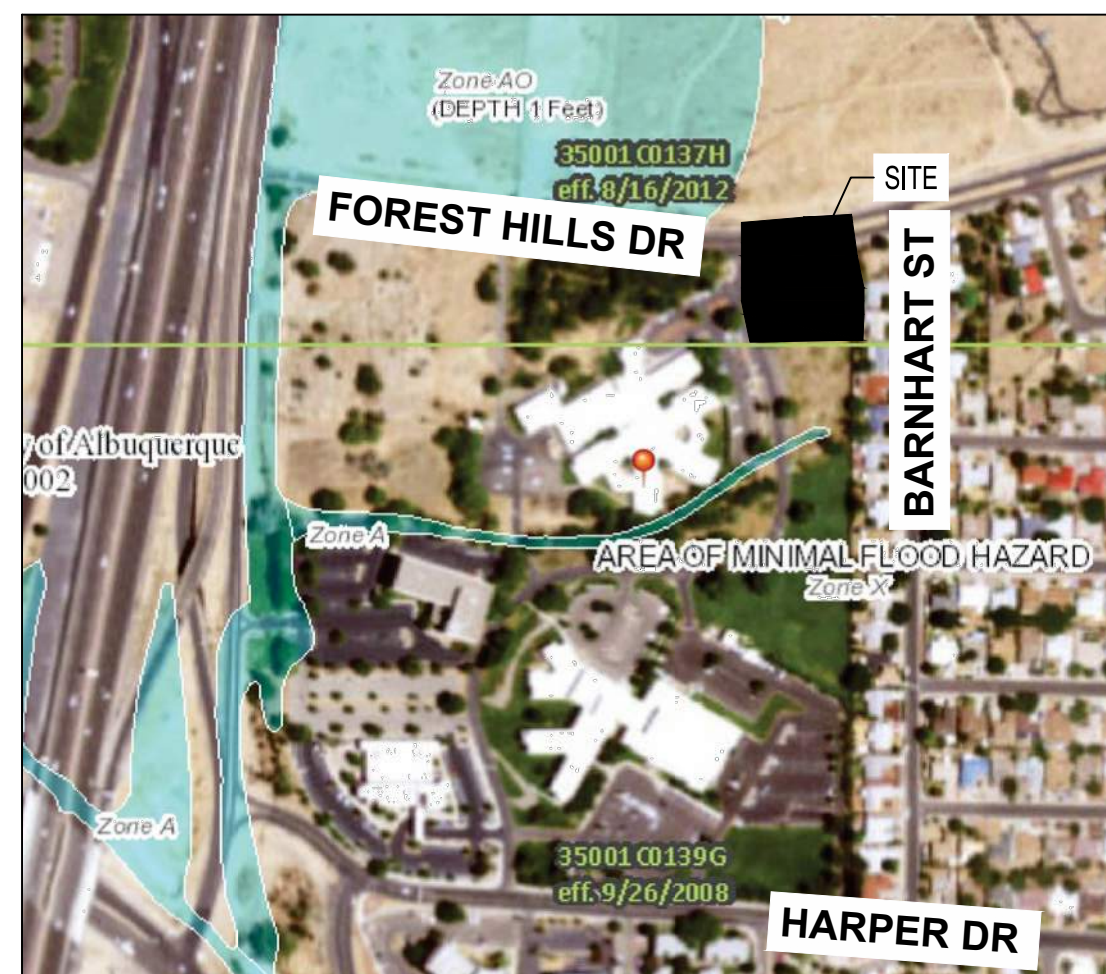 Zone AO
(DEPTH 1 Feet)
35001C0137H
eff. 8/16/2012
SITE
FOREST HILLS DR
BARNHART ST
y of Albuquerque
002
Zone A
AREA OF MINIMAL FLOOD HAZARD
Zone X
Zone A
35001C0139G
eff. 9/26/2008
HARPER DR